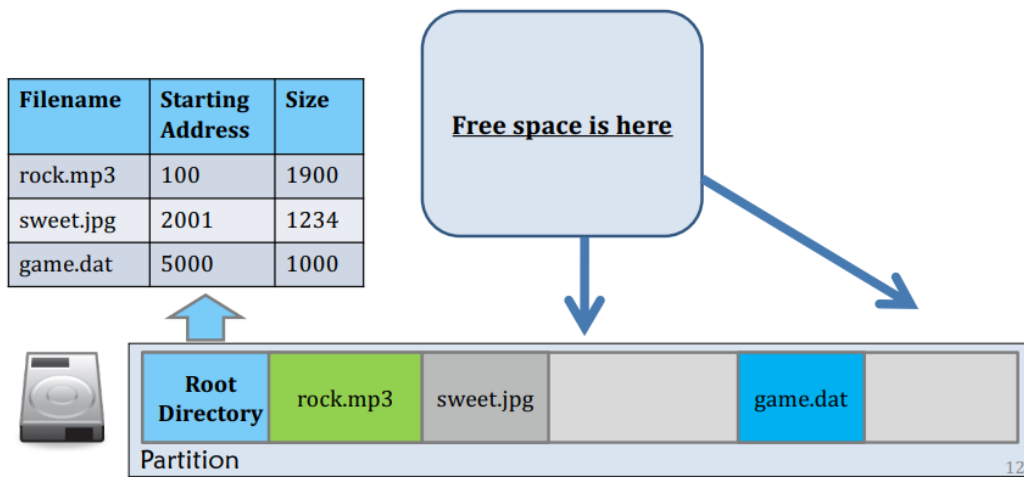 Free space is here
Filename Starting Address Size
rock.mp3 100 1900
sweet.jpg 2001 1234
game.dat 5000 1000
Root
Directory
rock.mp3
sweet.jpg
game.dat
Partition
12